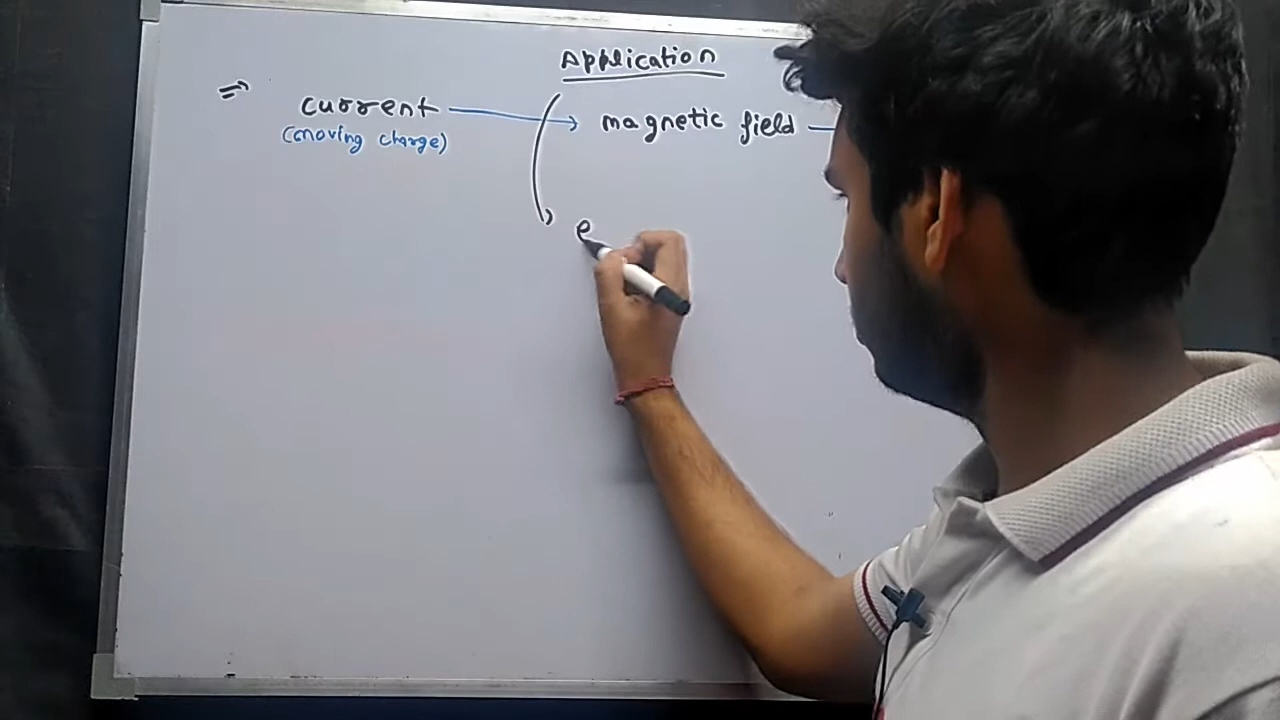 Application
current → magnetic field
(moving charge)
e